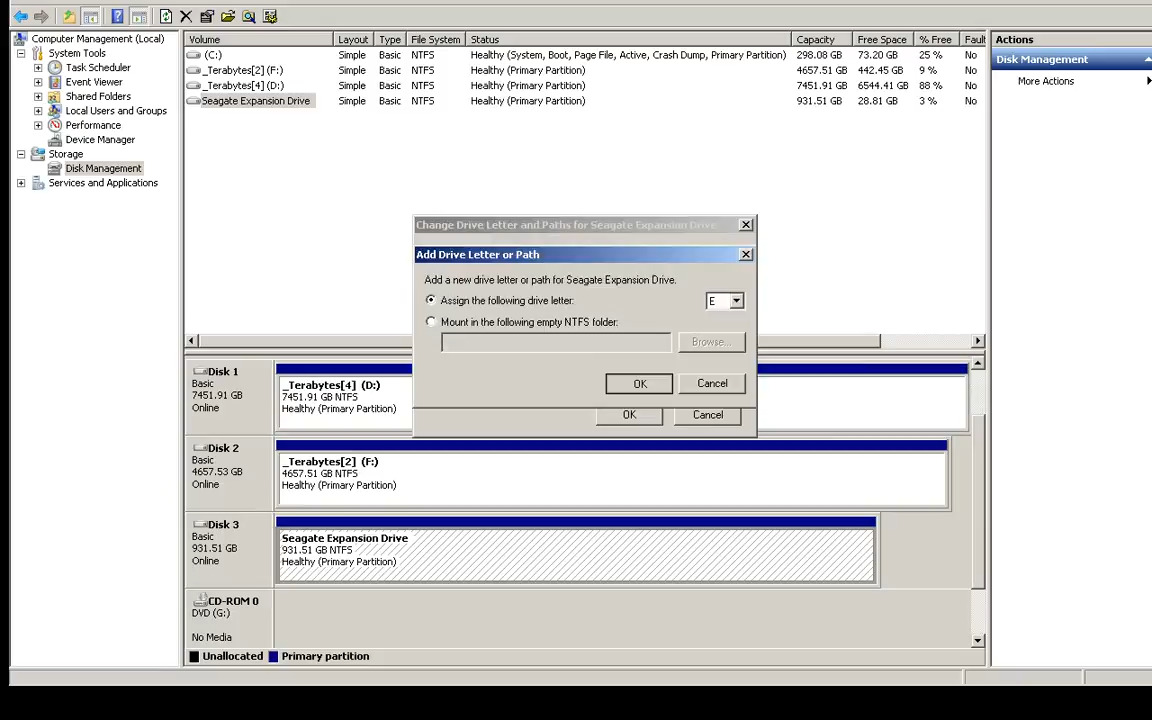 Computer Management (Local)
System Tools
Task Scheduler
Event Viewer
Shared Folders
Local Users and Groups
Performance
Device Manager
Storage
Disk Management
Services and Applications
Volume Layout Type File System Status Capacity Free Space % Free Fault
(C:) Simple Basic NTFS Healthy (System, Boot, Page File, Active, Crash Dump, Primary Partition) 298.08 GB 73.20 GB 25 % No
_Terabytes[2] (F:) Simple Basic NTFS Healthy (Primary Partition) 4657.51 GB 442.45 GB 9 % No
_Terabytes[4] (D:) Simple Basic NTFS Healthy (Primary Partition) 7451.91 GB 6544.41 GB 88 % No
Seagate Expansion Drive Simple Basic NTFS Healthy (Primary Partition) 931.51 GB 28.81 GB 3 % No
Actions
Disk Management
More Actions
Change Drive Letter and Paths for Seagate Expansion Drive
Add Drive Letter or Path
Add a new drive letter or path for Seagate Expansion Drive.
Assign the following drive letter: E
Mount in the following empty NTFS folder:
Browse...
OK Cancel
OK Cancel
Disk 1
Basic
7451.91 GB
Online
_Terabytes[4] (D:)
7451.91 GB NTFS
Healthy (Primary Partition)
Disk 2
Basic
4657.53 GB
Online
_Terabytes[2] (F:)
4657.51 GB NTFS
Healthy (Primary Partition)
Disk 3
Basic
931.51 GB
Online
Seagate Expansion Drive
931.51 GB NTFS
Healthy (Primary Partition)
CD-ROM 0
DVD (G:)
No Media
Unallocated Primary partition